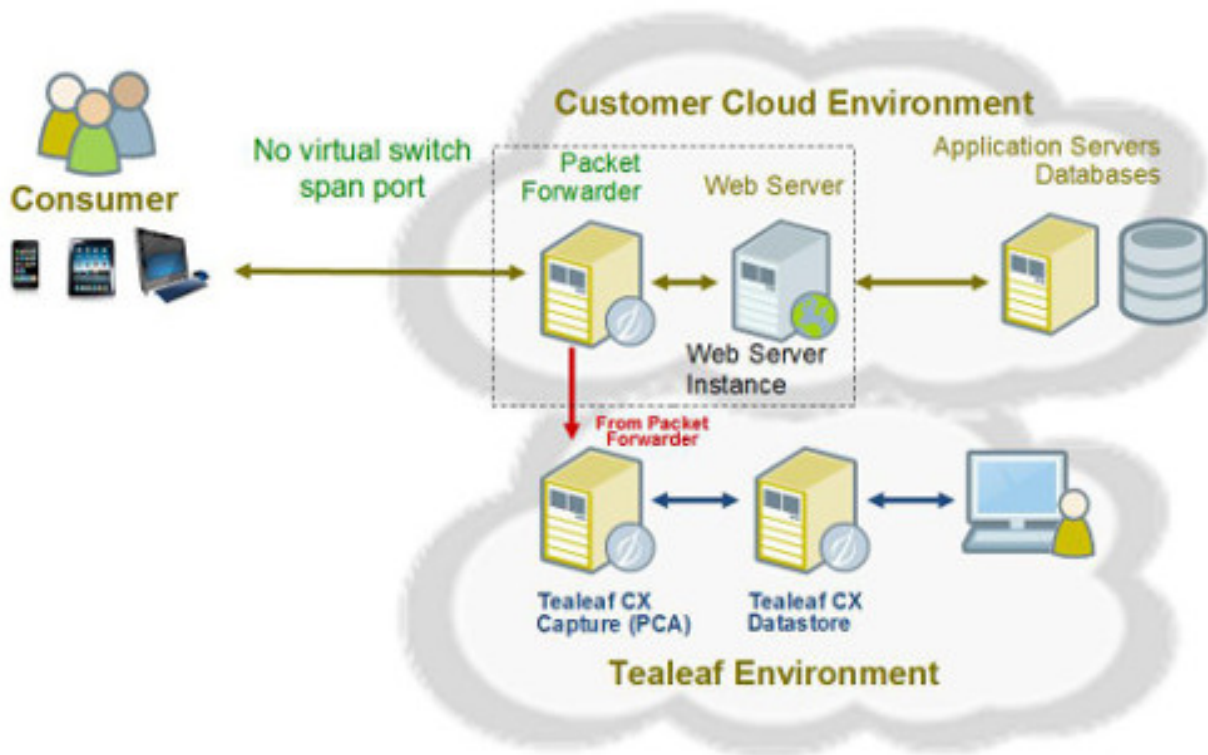 Customer Cloud Environment
No virtual switch
span port
Packet
Forwarder
Web Server
Application Servers
Databases
Consumer
Web Server
Instance
From Packet
Forwarder
Tealeaf CX
Capture (PCA)
Tealeaf CX
Datastore
Tealeaf Environment